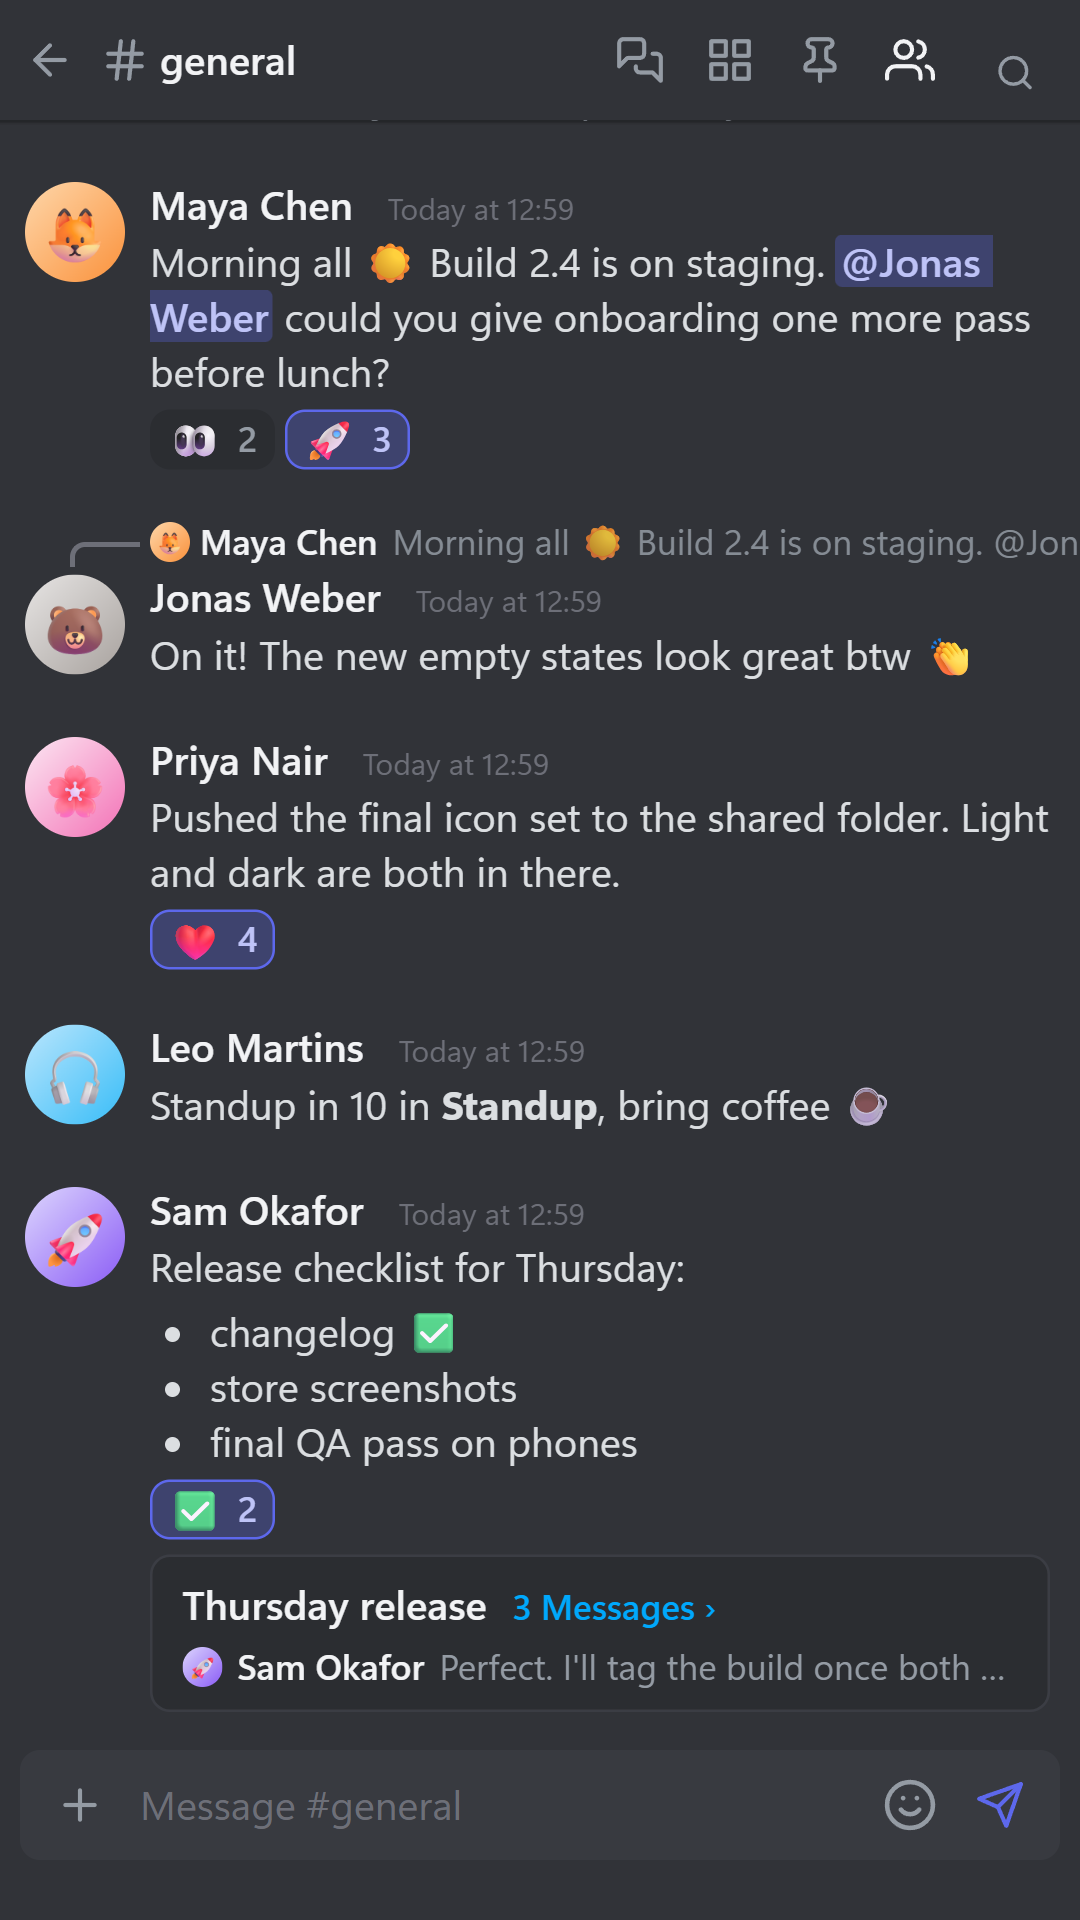 # general
Maya Chen Today at 12:59
Morning all 🌞 Build 2.4 is on staging. @Jonas
Weber could you give onboarding one more pass
before lunch?
👀 2 🚀 3
Maya Chen Morning all 🌞 Build 2.4 is on staging. @Jon
Jonas Weber Today at 12:59
On it! The new empty states look great btw 👏
Priya Nair Today at 12:59
Pushed the final icon set to the shared folder. Light
and dark are both in there.
❤️ 4
Leo Martins Today at 12:59
Standup in 10 in Standup, bring coffee ☕
Sam Okafor Today at 12:59
Release checklist for Thursday:
• changelog ✅
• store screenshots
• final QA pass on phones
✅ 2
Thursday release 3 Messages ›
Sam Okafor Perfect. I'll tag the build once both ...
Message #general